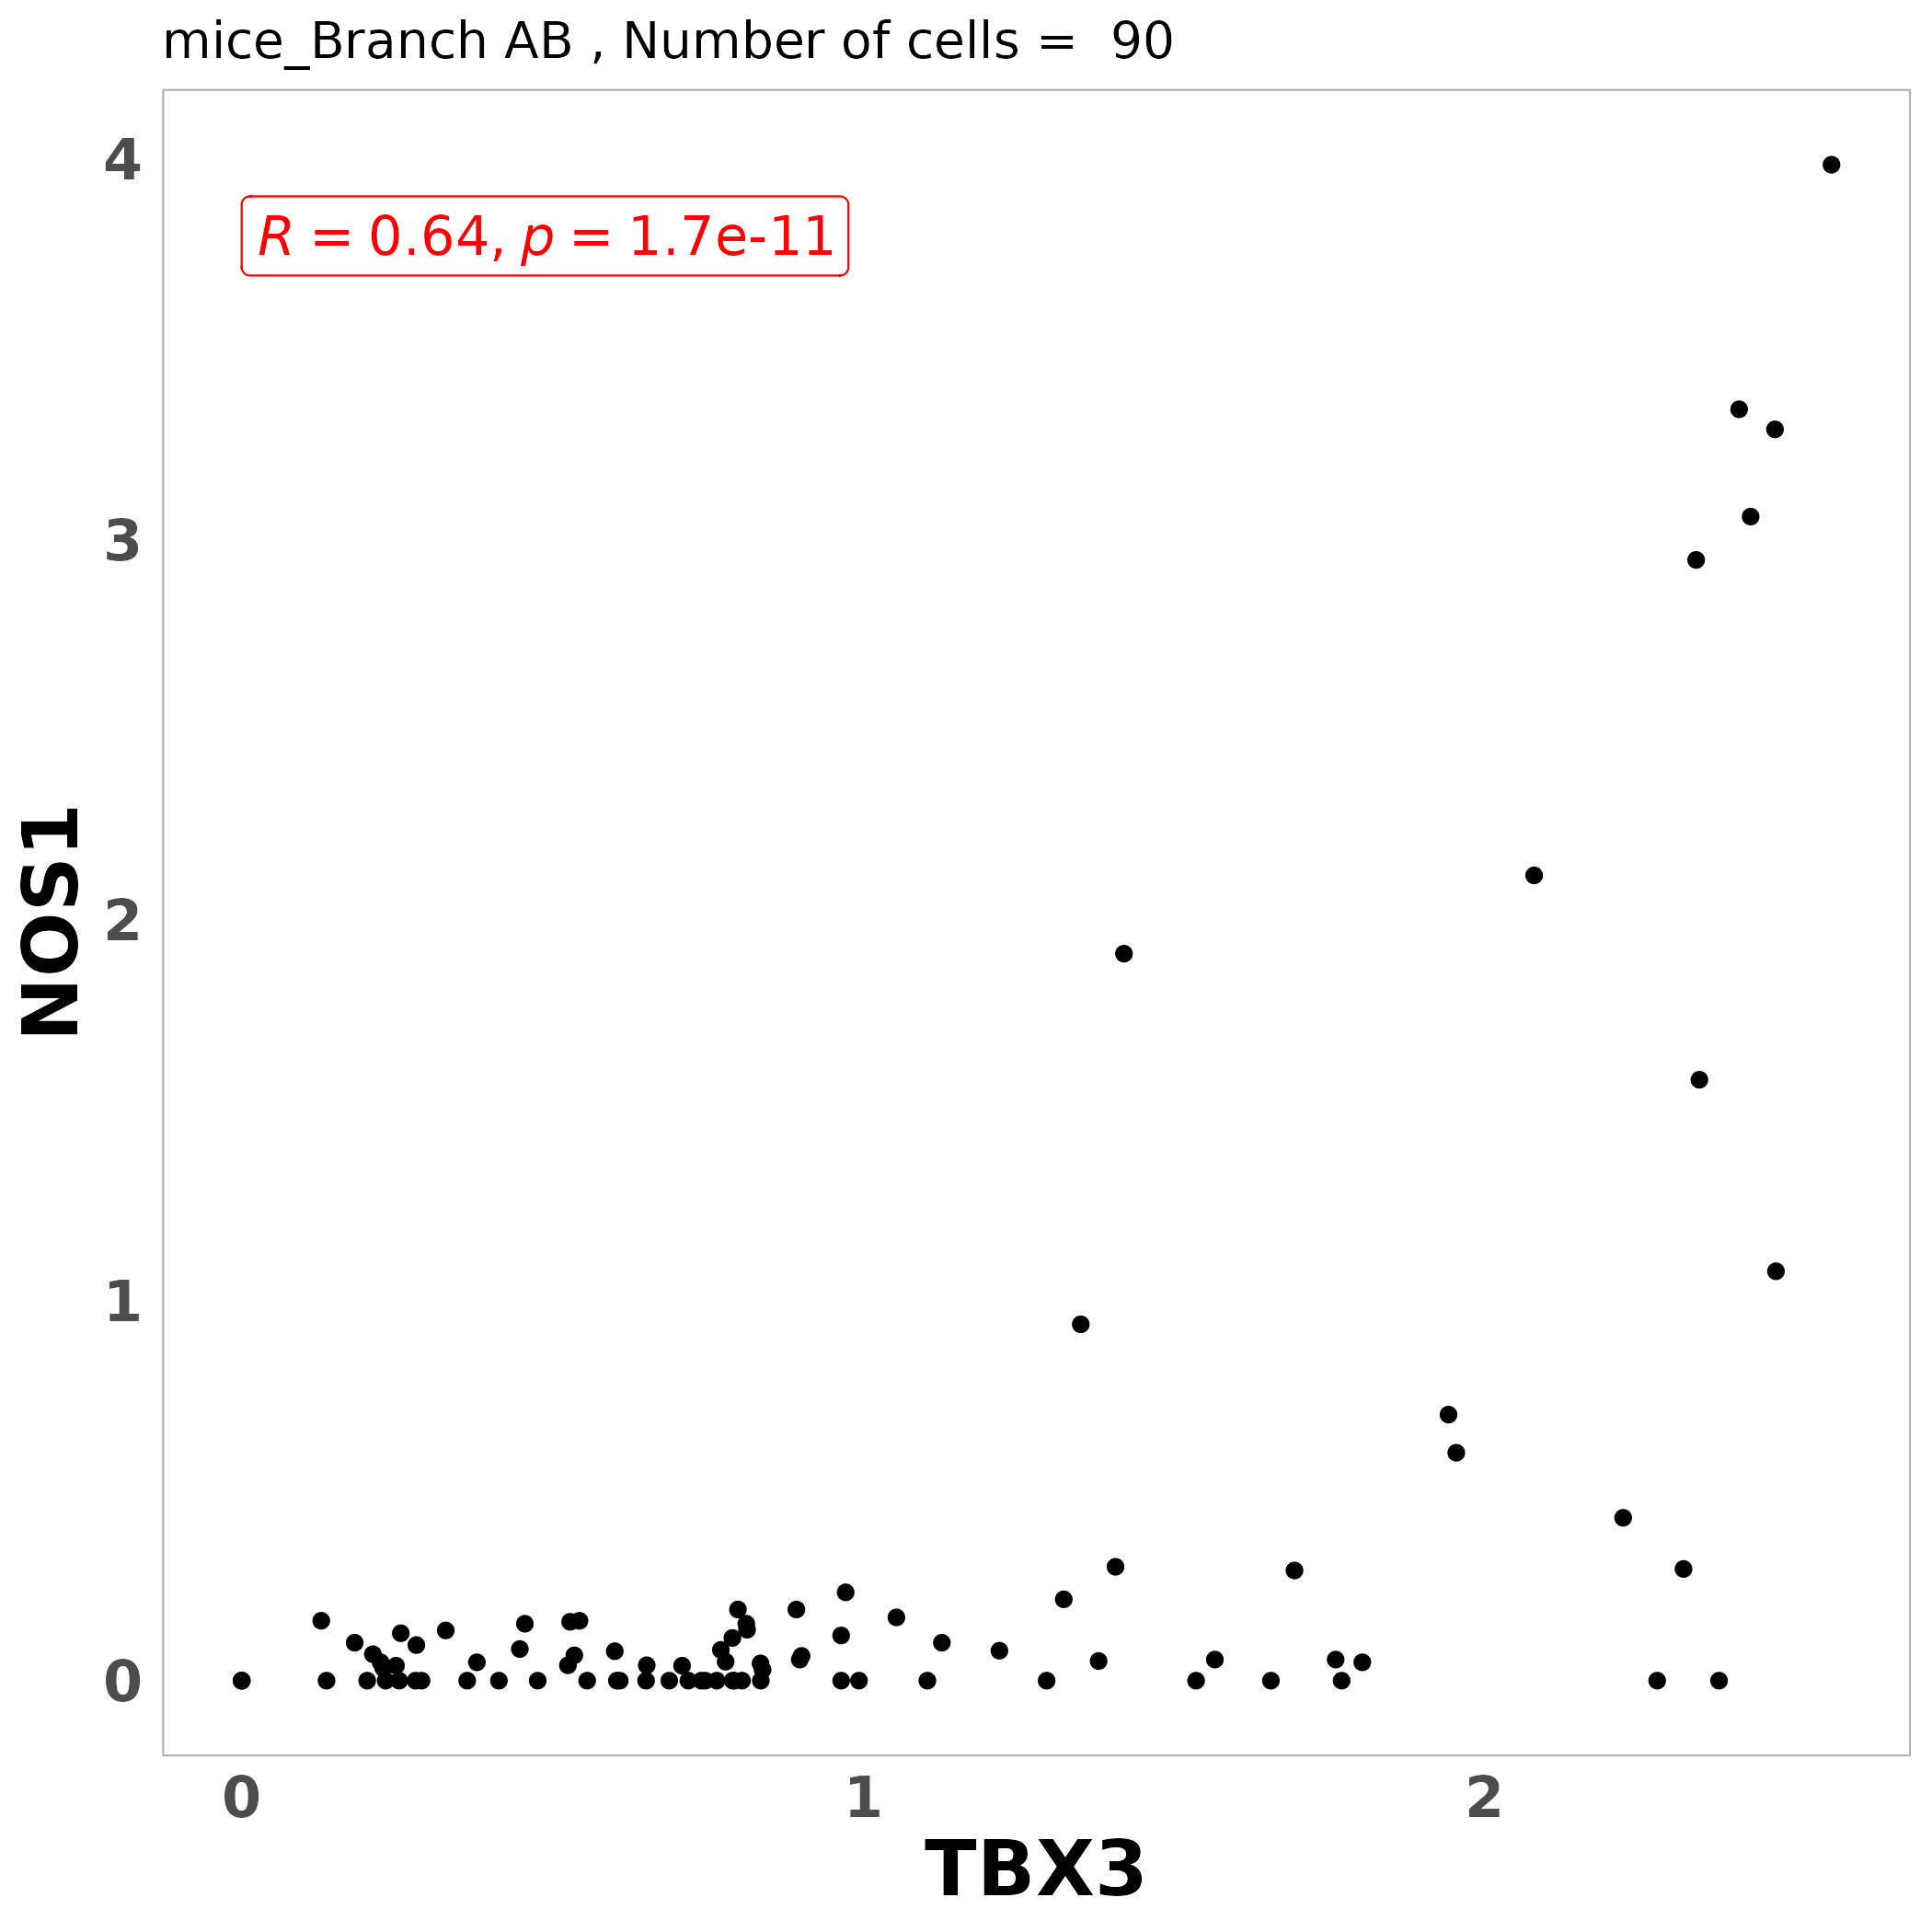 mice_Branch AB , Number of cells =  90
4
R = 0.64, p = 1.7e-11
3
2
1
0
NOS1
0 1 2
TBX3